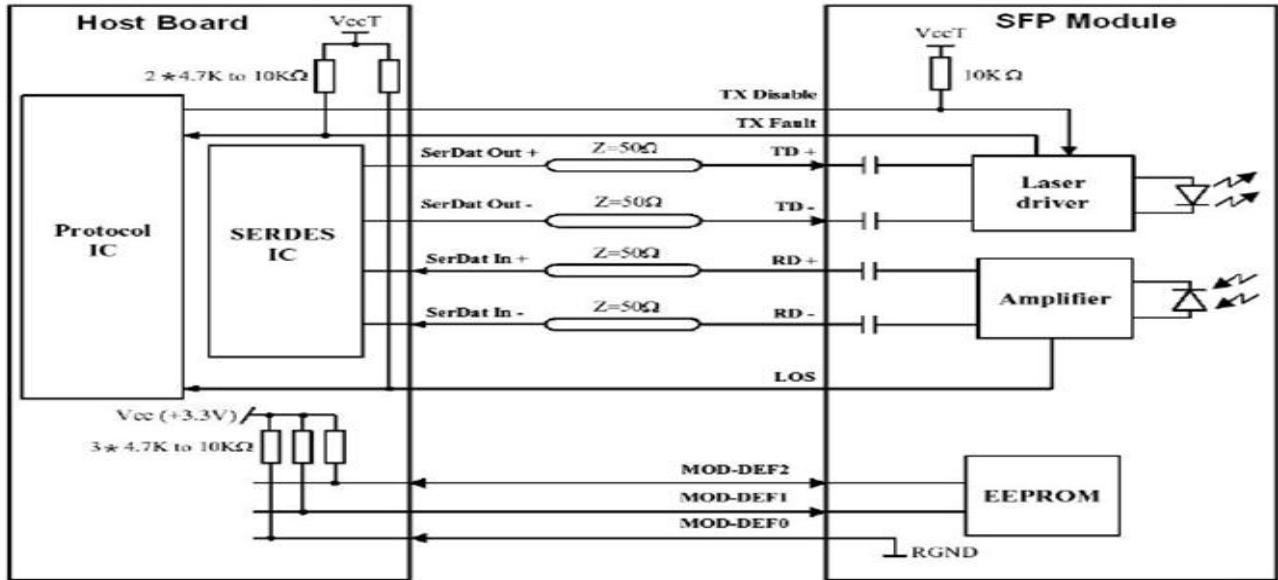 Host Board
SFP Module
VccT
VccT
2*4.7K to 10KΩ
10K Ω
TX Disable
TX Fault
SerDat Out +
Z=50Ω
TD +
SerDat Out -
Z=50Ω
TD -
Laser
driver
Protocol
IC
SERDES
IC
SerDat In +
Z=50Ω
RD +
SerDat In -
Z=50Ω
RD -
Amplifier
LOS
Vcc (+3.3V)
3*4.7K to 10KΩ
MOD-DEF2
MOD-DEF1
MOD-DEF0
EEPROM
RGND